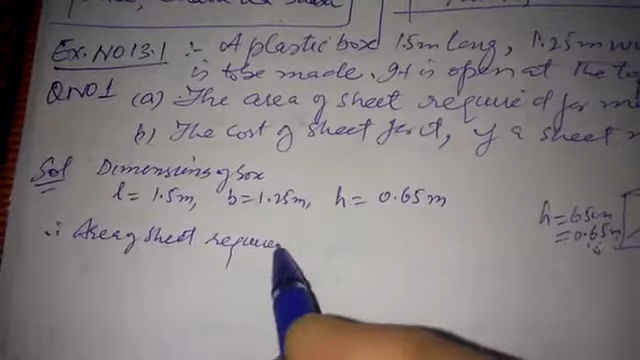 Ex. NO 13.1 :- A plastic box 1.5m long, 1.25m
is to be made. It is open at the
QNO1 (a) The area of sheet required for
b) The cost of sheet for it, if a sheet
Sol Dimensions of box
l = 1.5m, b = 1.25m, h = 0.65m
h = 65cm
= 0.65m
∴ Area of sheet require